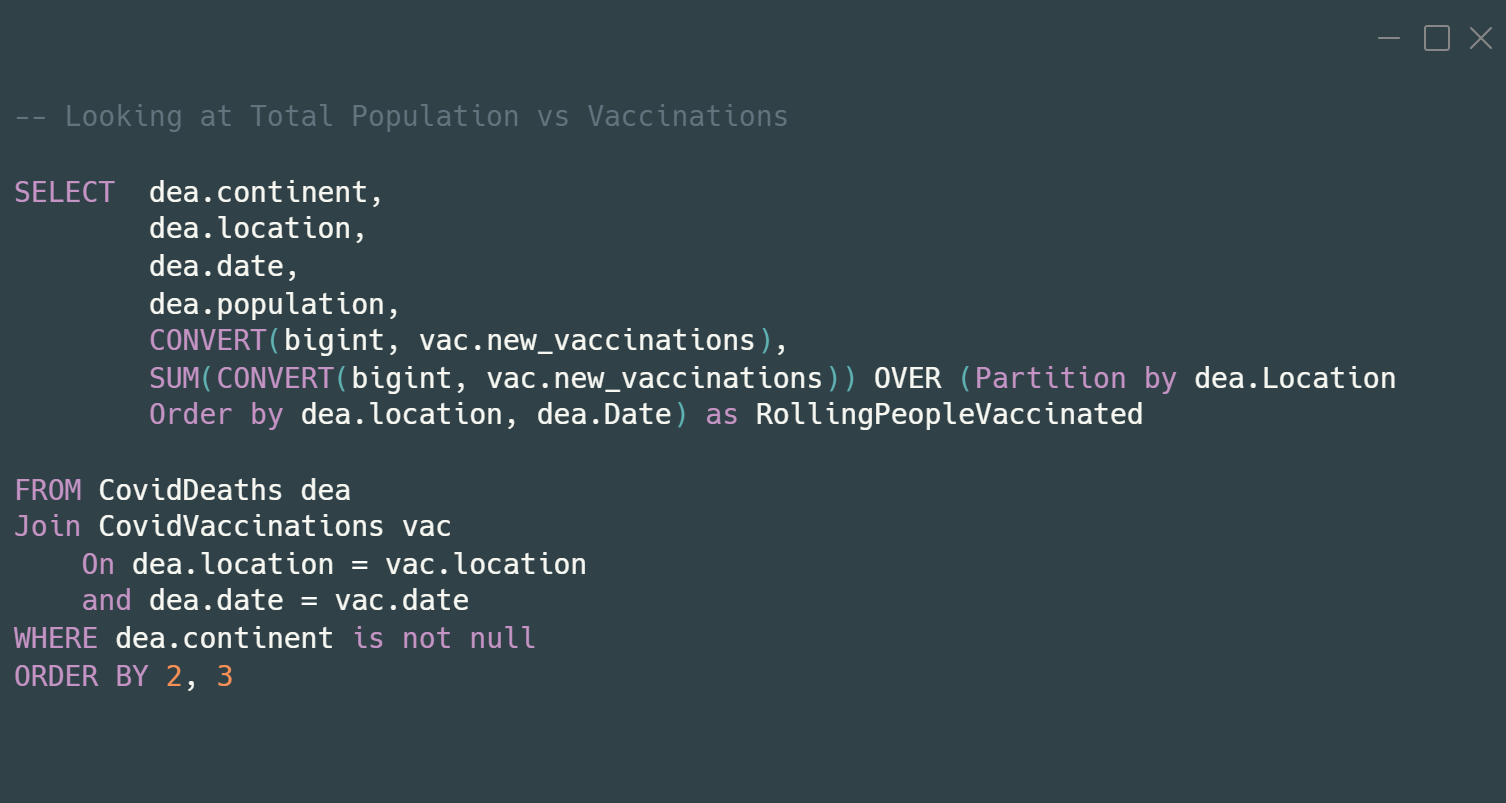 -- Looking at Total Population vs Vaccinations
SELECT  dea.continent,
        dea.location,
        dea.date,
        dea.population,
        CONVERT(bigint, vac.new_vaccinations),
        SUM(CONVERT(bigint, vac.new_vaccinations)) OVER (Partition by dea.Location
        Order by dea.location, dea.Date) as RollingPeopleVaccinated
FROM CovidDeaths dea
Join CovidVaccinations vac
    On dea.location = vac.location
    and dea.date = vac.date
WHERE dea.continent is not null
ORDER BY 2, 3